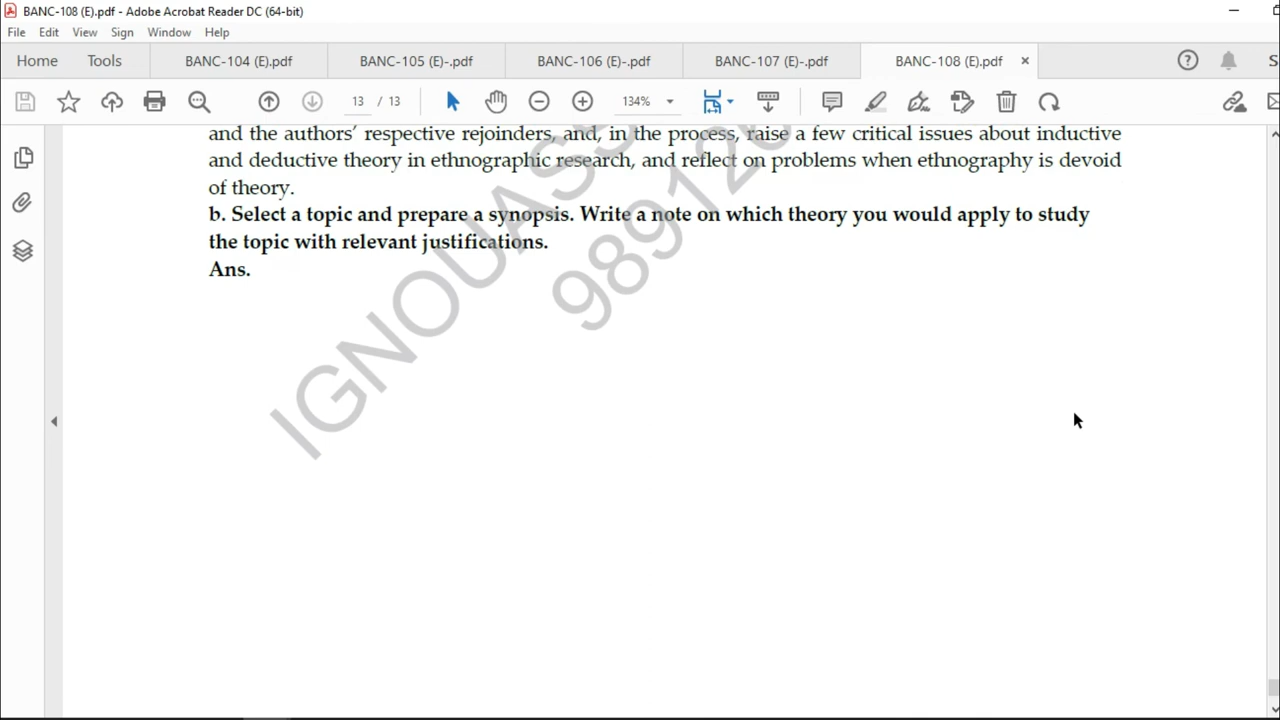 BANC-108 (E).pdf - Adobe Acrobat Reader DC (64-bit)
File Edit View Sign Window Help
Home Tools BANC-104 (E).pdf BANC-105 (E)-.pdf BANC-106 (E)-.pdf BANC-107 (E)-.pdf BANC-108 (E).pdf × S
13 / 13 134%
and the authors’ respective rejoinders, and, in the process, raise a few critical issues about inductive
and deductive theory in ethnographic research, and reflect on problems when ethnography is devoid
of theory.
b. Select a topic and prepare a synopsis. Write a note on which theory you would apply to study
the topic with relevant justifications.
Ans.
IGNOUASS
989126